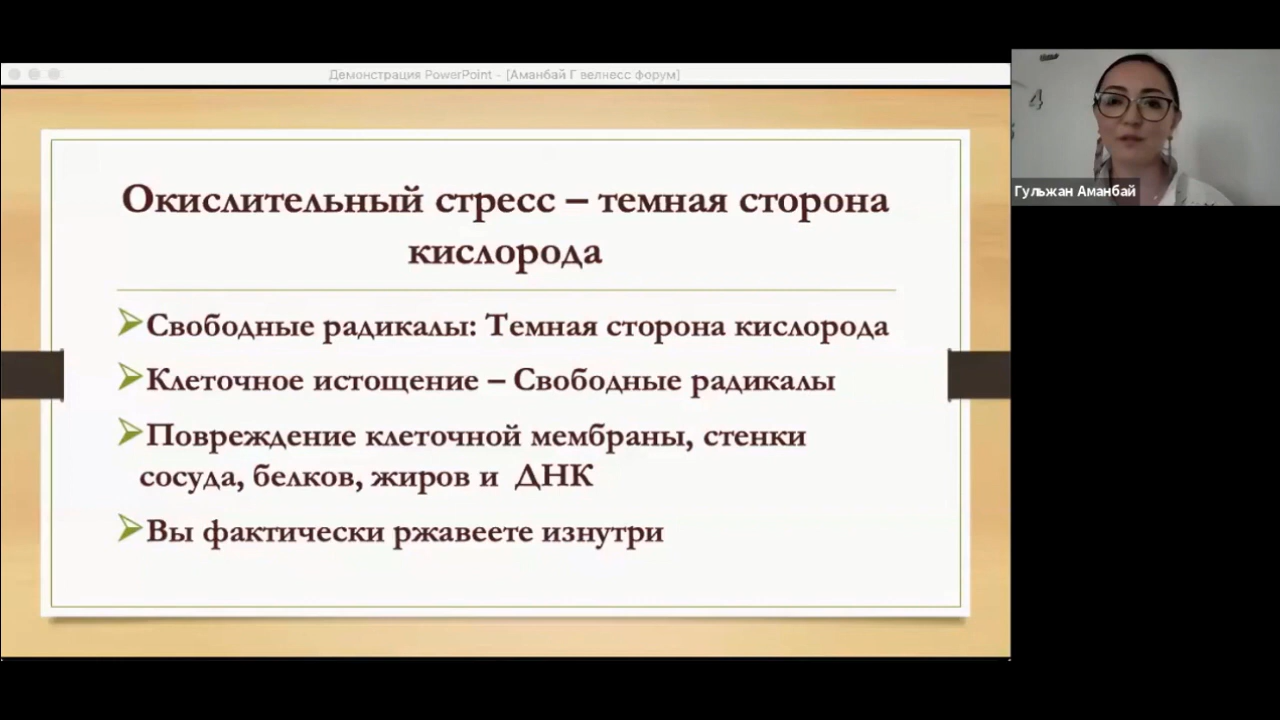 Демонстрация PowerPoint - [Аманбай Г велнесс форум]
Окислительный стресс – темная сторона
кислорода
Свободные радикалы: Темная сторона кислорода
Клеточное истощение – Свободные радикалы
Повреждение клеточной мембраны, стенки
сосуда, белков, жиров и ДНК
Вы фактически ржавеете изнутри
4
Гульжан Аманбай